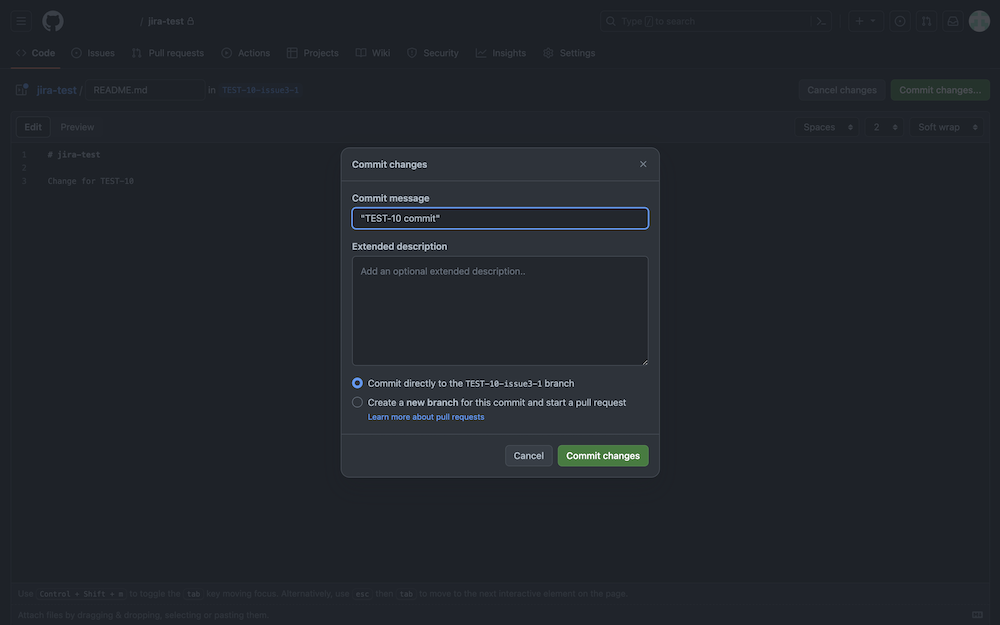 / jira-test
Type / to search
Code Issues Pull requests Actions Projects Wiki Security Insights Settings
jira-test / README.md in TEST-10-issue3-1 Cancel changes Commit changes...
Edit Preview Spaces 2 Soft wrap
1 # jira-test
2
3 Change for TEST-10
Commit changes
Commit message
"TEST-10 commit"
Extended description
Add an optional extended description..
Commit directly to the TEST-10-issue3-1 branch
Create a new branch for this commit and start a pull request
Learn more about pull requests
Cancel Commit changes
Use Control + Shift + m to toggle the tab key moving focus. Alternatively, use esc then tab to move to the next interactive element on the page.
Attach files by dragging & dropping, selecting or pasting them.